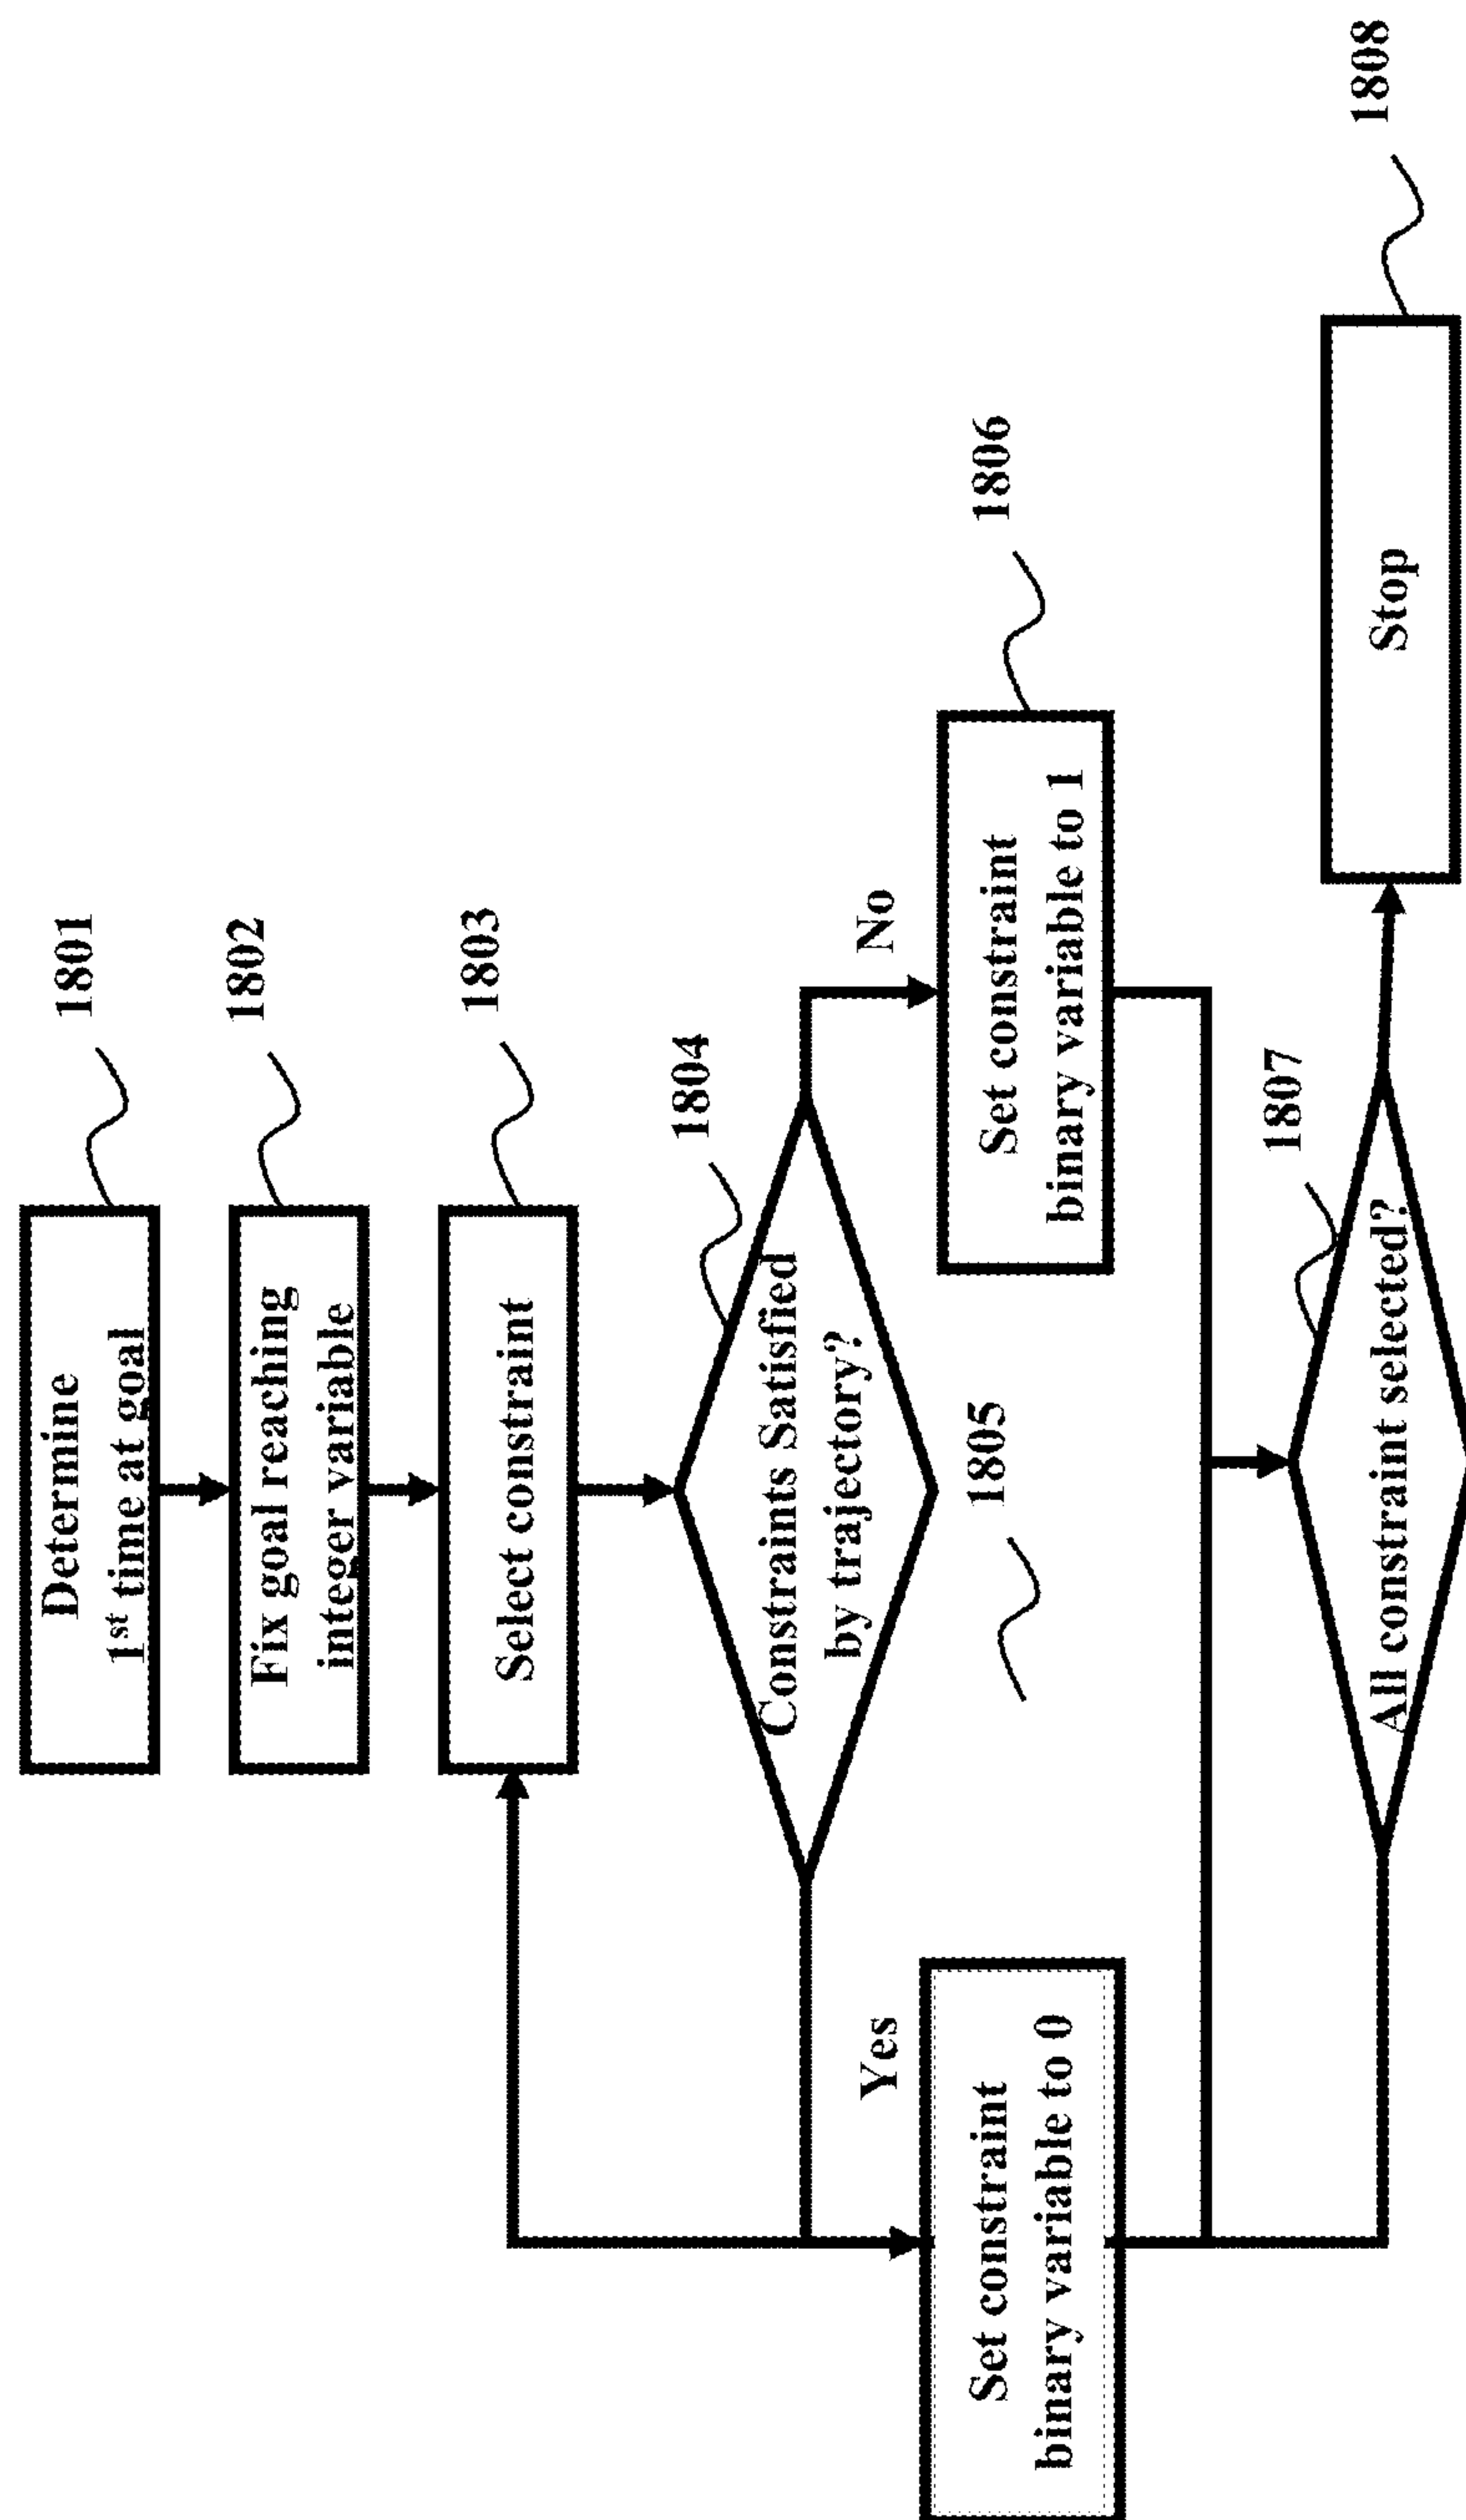 Determine
1st time at goal
1801
Fix goal reaching
integer variable
1802
Select constraint
1803
Constraints Satisfied
by trajectory?
1804
Yes
No
Set constraint
binary variable to 0
1805
Set constraint
binary variable to 1
1806
All constraint selected?
1807
Stop
1808